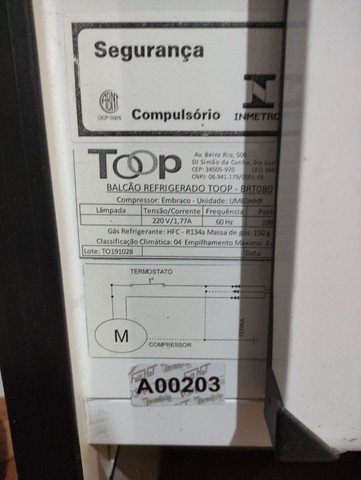 Segurança
OCP
Compulsório
INMETRO
Toop
Av. Beira Rio, 500
DI Simão da Cunha, Sta
CEP: 34505-970
CNPJ: 06.941.179/0001-68
BALCÃO REFRIGERADO TOOP - BRT080
Compressor: Embraco - Unidade:
Lâmpada Tensão/Corrente Frequência
220 V/1,77A 60 Hz
Gás Refrigerante: HFC - R134a Massa de gás: 150 g
Classificação Climática: 04 Empilhamento Máximo:
Lote: TO191028 Data:
TERMOSTATO
1°
TERRA
M
COMPRESSOR
A00203